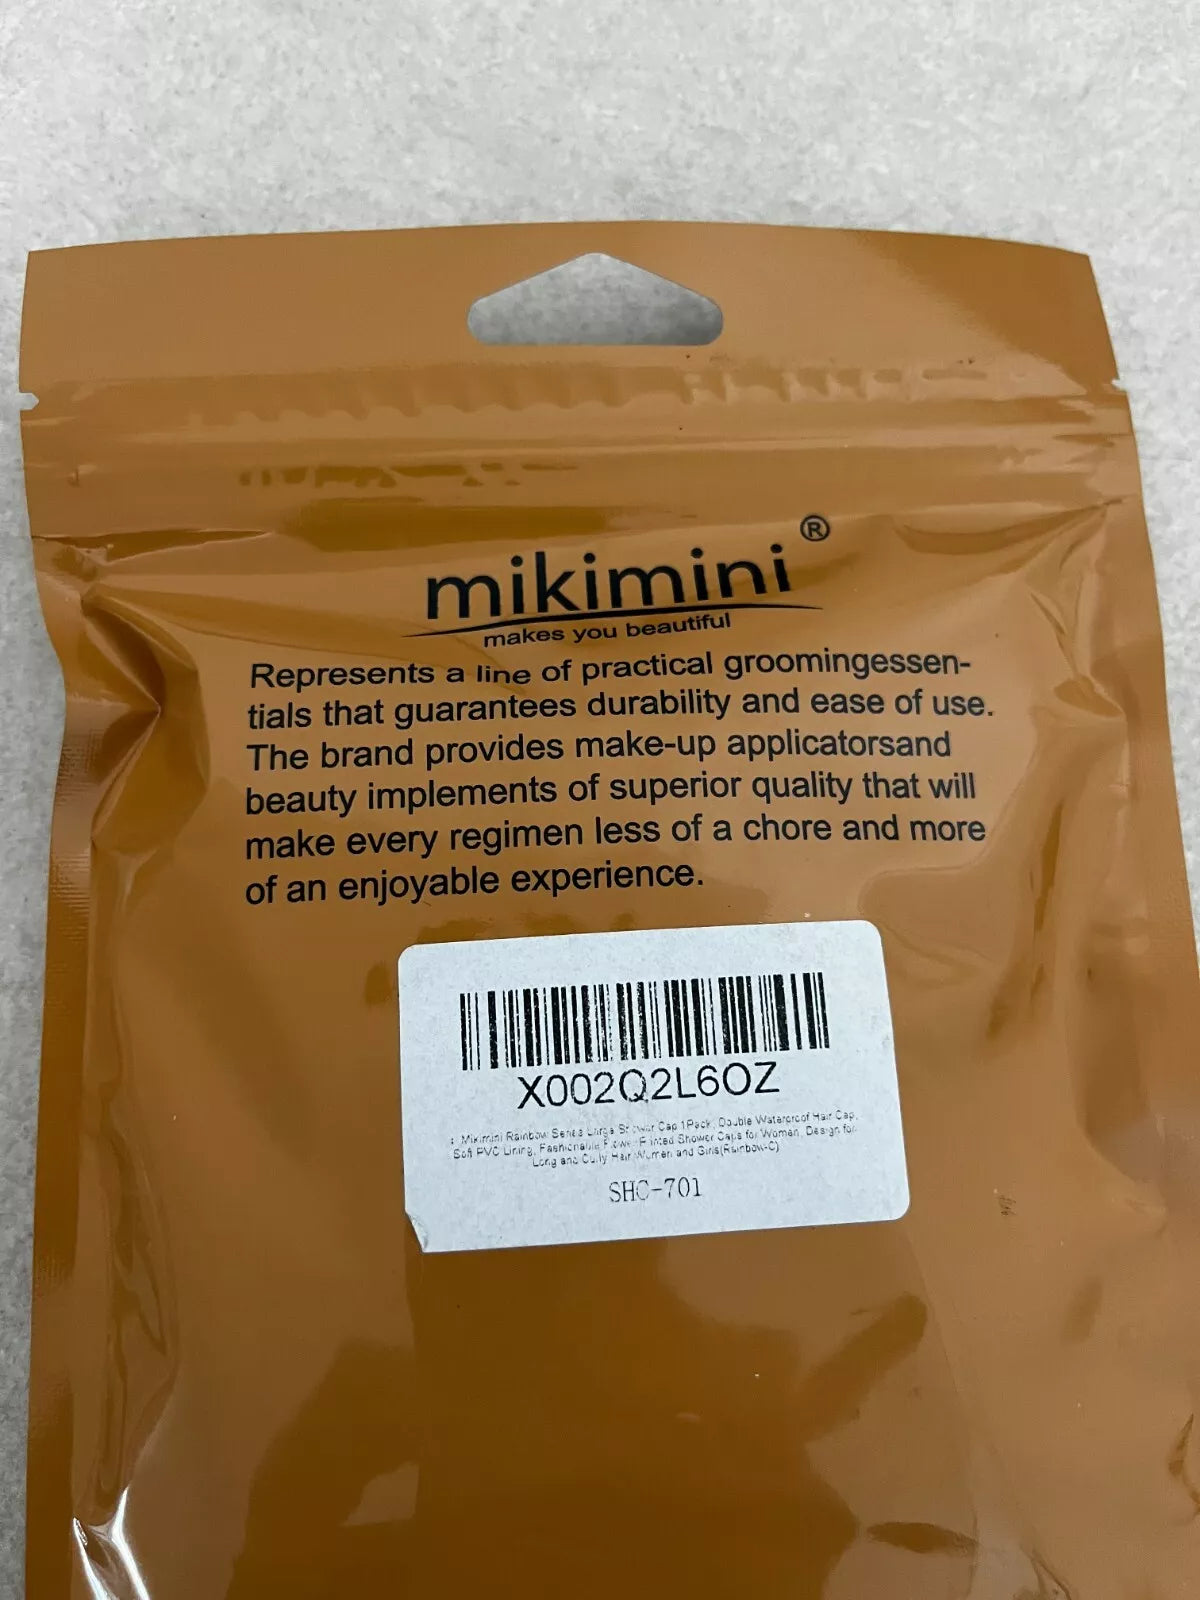 mikimini®
makes you beautiful
Represents a line of practical groomingessen-
tials that guarantees durability and ease of use.
The brand provides make-up applicatorsand
beauty implements of superior quality that will
make every regimen less of a chore and more
of an enjoyable experience.
X002Q2L6OZ
Mikimini Rainbow Series Large Shower Cap 1Pack, Double Waterproof Hair Cap,
Soft PVC Lining, Fashionable Flower Printed Shower Caps for Women, Design for
Long and Curly Hair Women and Girls(Rainbow-C)
SHC-701